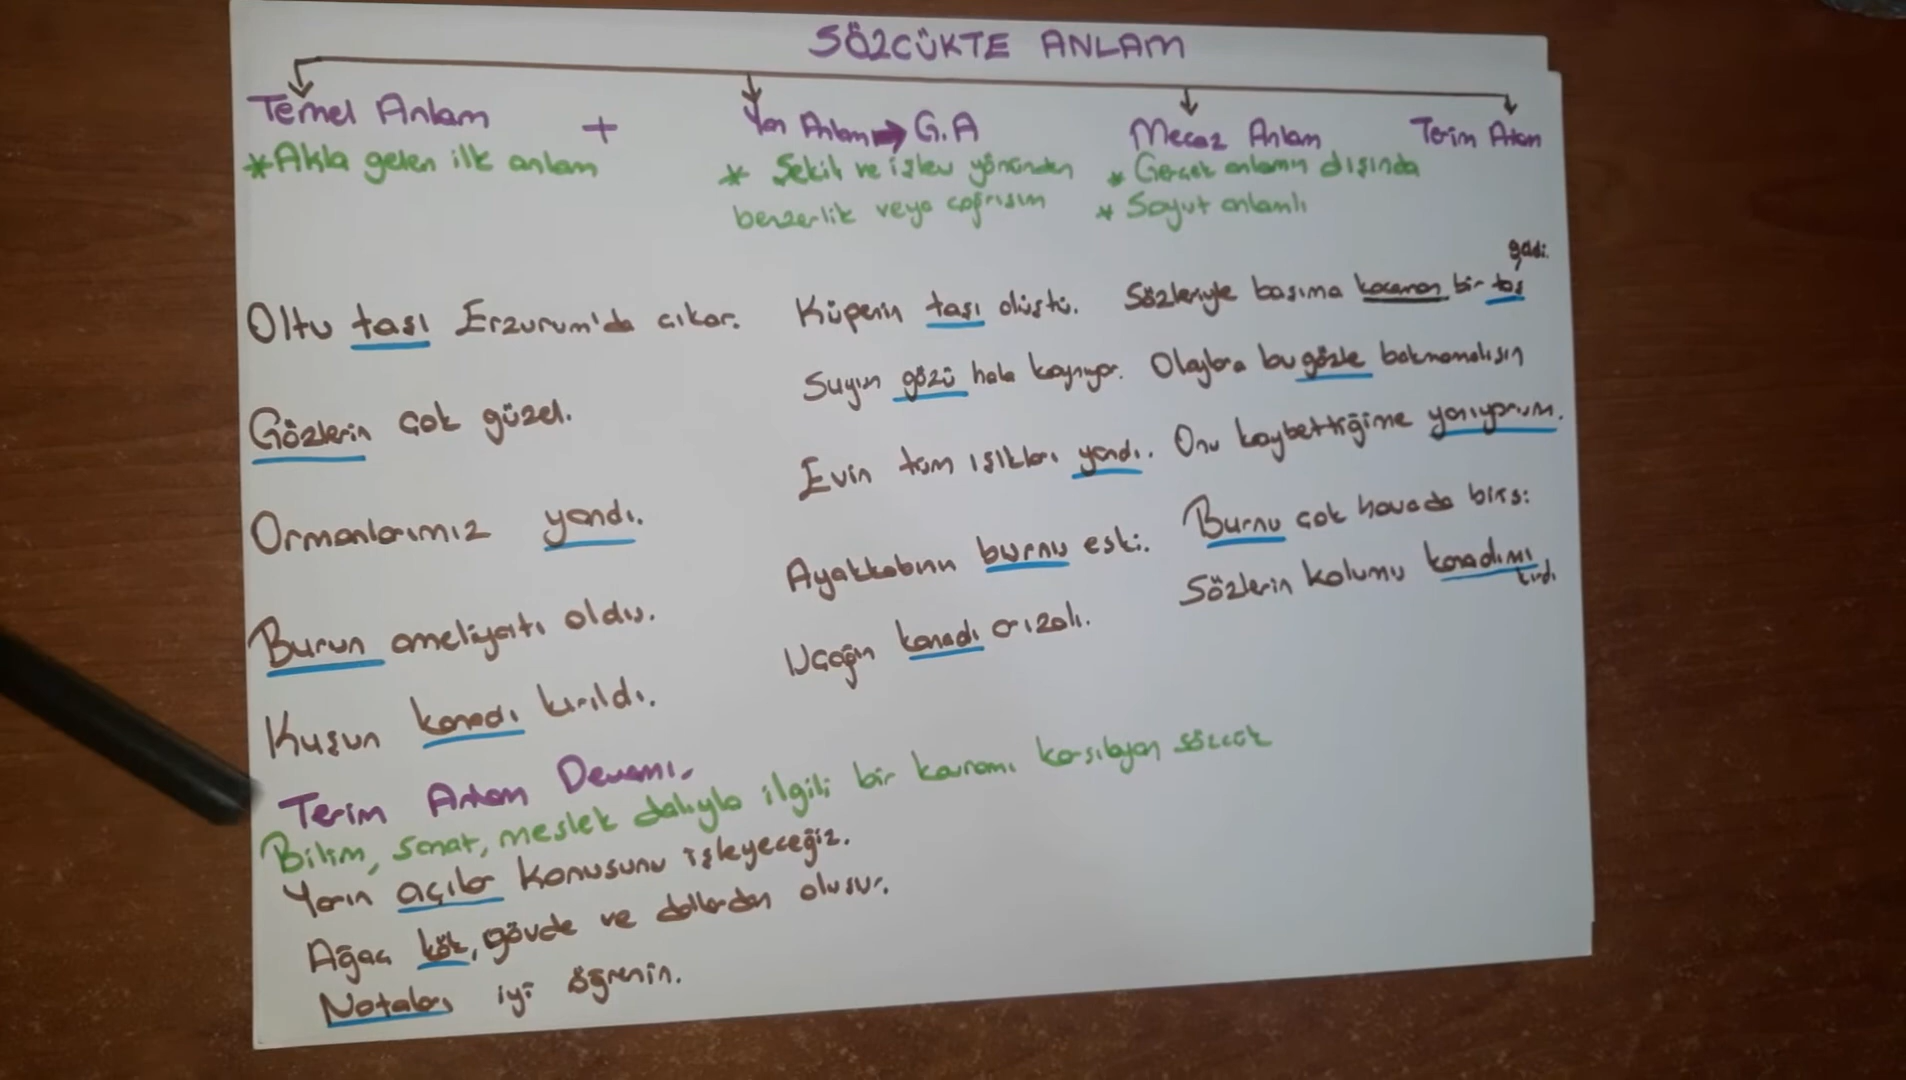 SÖZCÜKTE ANLAM
Temel Anlam + Yan Anlam → G.A
* Akla gelen ilk anlam
* Şekil ve işlev yönünden
benzerlik veya çağrışım
Mecaz Anlam
* Gerçek anlamın dışında
* Soyut anlamlı
Terim Anlam
Oltu taşı Erzurum'da çıkar.
Gözlerin çok güzel.
Ormanlarımız yandı.
Burun ameliyatı oldu.
Kuşun kanadı kırıldı.
Küpenin taşı düştü.
Suyun gözü hala kaynıyor.
Evin tüm ışıkları yandı.
Ayakkabının burnu eski.
Uçağın kanadı arızalı.
Sözleriyle başıma kocaman bir taş
Olaylara bu gözle bakmamalısın
Onu kaybettiğime yanıyorum.
Burnu çok havada birisi
Sözlerin kolumu kanadımı
kırdı
Terim Anlam Devamı.
Bilim, sanat, meslek dalıyla ilgili bir kavramı karşılayan sözcük
Yarın açılar konusunu işleyeceğiz.
Ağaç kök, gövde ve dallardan oluşur.
Notaları iyi öğrenin.